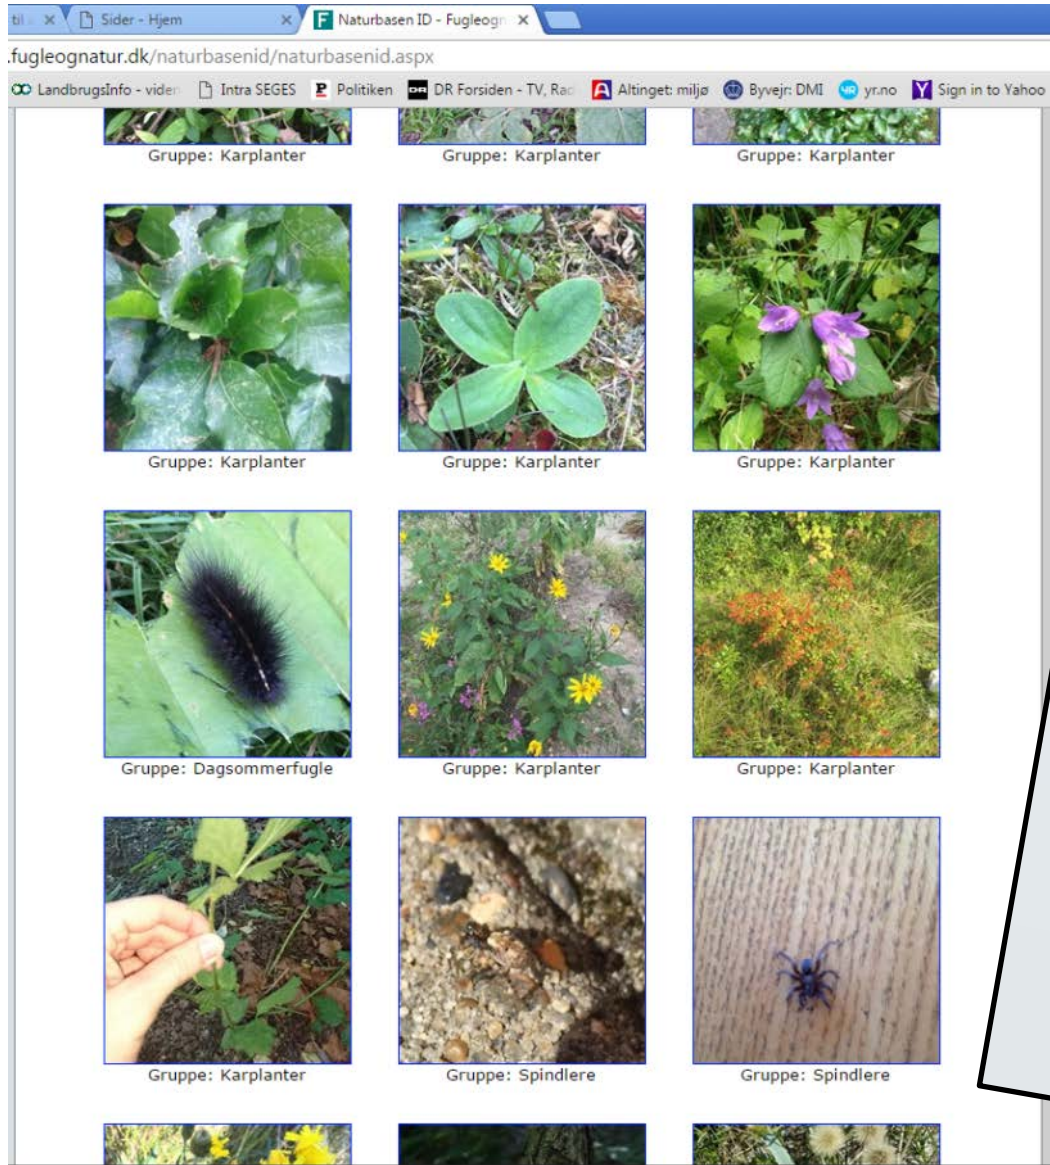 til Sider - Hjem Naturbasen ID - Fugleogn
.fugleognatur.dk/naturbasenid/naturbasenid.aspx
LandbrugsInfo - viden Intra SEGES Politiken DR Forsiden - TV, Rad Altinget: miljø Byvejr: DMI yr.no Sign in to Yahoo
Gruppe: Karplanter Gruppe: Karplanter Gruppe: Karplanter
Gruppe: Karplanter Gruppe: Karplanter Gruppe: Karplanter
Gruppe: Dagsommerfugle Gruppe: Karplanter Gruppe: Karplanter
Gruppe: Karplanter Gruppe: Spindlere Gruppe: Spindlere